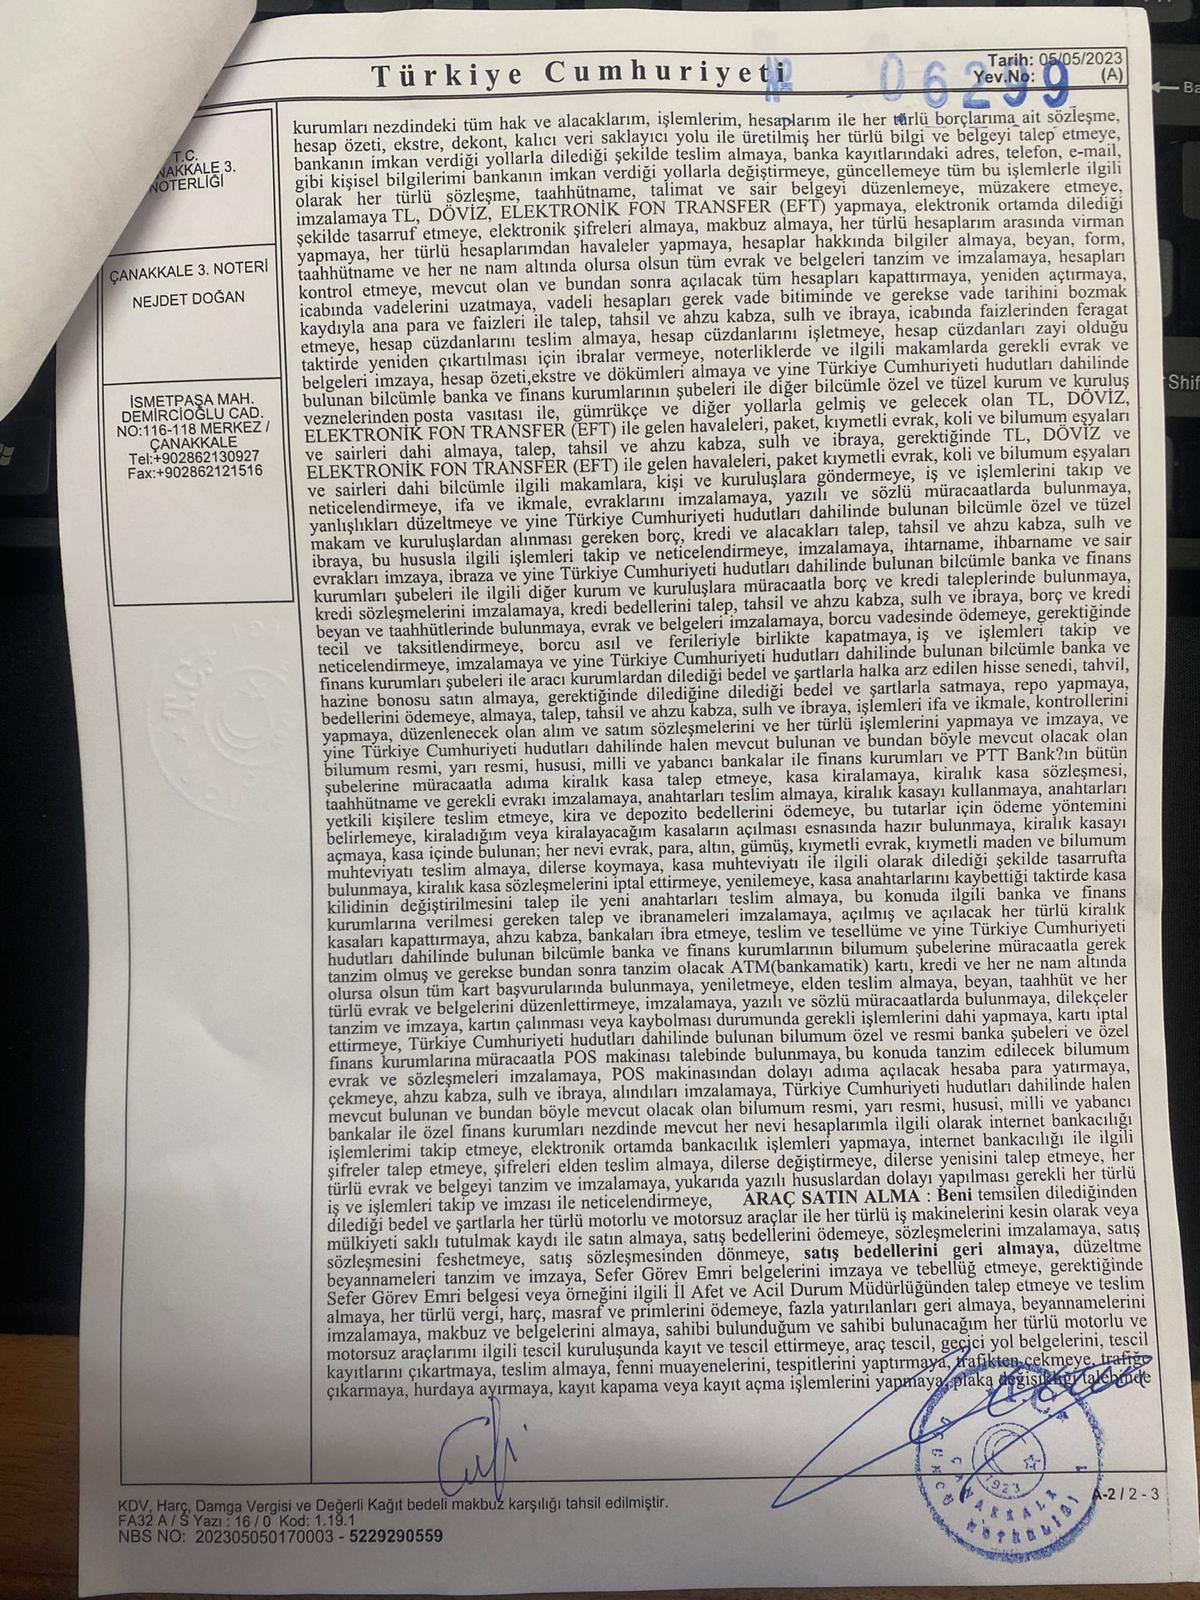 Türkiye Cumhuriyeti
Tarih: 05/05/2023
Yev.No:
(A)
Nº 06299
T.C.
NAKKALE 3.
NOTERLİĞİ
ÇANAKKALE 3. NOTERİ
NEJDET DOĞAN
İSMETPAŞA MAH.
DEMİRCİOĞLU CAD.
NO:116-118 MERKEZ /
ÇANAKKALE
Tel:+902862130927
Fax:+902862121516
kurumları nezdindeki tüm hak ve alacaklarım, işlemlerim, hesaplarım ile her türlü borçlarıma ait sözleşme,
hesap özeti, ekstre, dekont, kalıcı veri saklayıcı yolu ile üretilmiş her türlü bilgi ve belgeyi talep etmeye,
bankanın imkan verdiği yollarla dilediği şekilde teslim almaya, banka kayıtlarındaki adres, telefon, e-mail,
gibi kişisel bilgilerimi bankanın imkan verdiği yollarla değiştirmeye, güncellemeye tüm bu işlemlerle ilgili
olarak her türlü sözleşme, taahhütname, talimat ve sair belgeyi düzenlemeye, müzakere etmeye,
imzalamaya TL, DÖVİZ, ELEKTRONİK FON TRANSFER (EFT) yapmaya, elektronik ortamda dilediği
şekilde tasarruf etmeye, elektronik şifreleri almaya, makbuz almaya, her türlü hesaplarım arasında virman
yapmaya, her türlü hesaplarımdan havaleler yapmaya, hesaplar hakkında bilgiler almaya, beyan, form,
taahhütname ve her ne nam altında olursa olsun tüm evrak ve belgeleri tanzim ve imzalamaya, hesapları
kontrol etmeye, mevcut olan ve bundan sonra açılacak tüm hesapları kapattırmaya, yeniden açtırmaya,
icabında vadelerini uzatmaya, vadeli hesapları gerek vade bitiminde ve gerekse vade tarihini bozmak
kaydıyla ana para ve faizleri ile talep, tahsil ve ahzu kabza, sulh ve ibraya, icabında faizlerinden feragat
etmeye, hesap cüzdanlarını teslim almaya, hesap cüzdanlarını işletmeye, hesap cüzdanları zayi olduğu
taktirde yeniden çıkartılması için ibralar vermeye, noterliklerde ve ilgili makamlarda gerekli evrak ve
belgeleri imzaya, hesap özeti,ekstre ve dökümleri almaya ve yine Türkiye Cumhuriyeti hudutları dahilinde
bulunan bilcümle banka ve finans kurumlarının şubeleri ile diğer bilcümle özel ve tüzel kurum ve kuruluş
veznelerinden posta vasıtası ile, gümrükçe ve diğer yollarla gelmiş ve gelecek olan TL, DÖVİZ,
ELEKTRONİK FON TRANSFER (EFT) ile gelen havaleleri, paket, kıymetli evrak, koli ve bilumum eşyaları
ve sairleri dahi almaya, talep, tahsil ve ahzu kabza, sulh ve ibraya, gerektiğinde TL, DÖVİZ ve
ELEKTRONİK FON TRANSFER (EFT) ile gelen havaleleri, paket kıymetli evrak, koli ve bilumum eşyaları
ve sairleri dahi bilcümle ilgili makamlara, kişi ve kuruluşlara göndermeye, iş ve işlemlerini takip ve
neticelendirmeye, ifa ve ikmale, evraklarını imzalamaya, yazılı ve sözlü müracaatlarda bulunmaya,
yanlışlıkları düzeltmeye ve yine Türkiye Cumhuriyeti hudutları dahilinde bulunan bilcümle özel ve tüzel
makam ve kuruluşlardan alınması gereken borç, kredi ve alacakları talep, tahsil ve ahzu kabza, sulh ve
ibraya, bu hususla ilgili işlemleri takip ve neticelendirmeye, imzalamaya, ihtarname, ihbarname ve sair
evrakları imzaya, ibraza ve yine Türkiye Cumhuriyeti hudutları dahilinde bulunan bilcümle banka ve finans
kurumları şubeleri ile ilgili diğer kurum ve kuruluşlara müracaatla borç ve kredi taleplerinde bulunmaya,
kredi sözleşmelerini imzalamaya, kredi bedellerini talep, tahsil ve ahzu kabza, sulh ve ibraya, borç ve kredi
beyan ve taahhütlerinde bulunmaya, evrak ve belgeleri imzalamaya, borcu vadesinde ödemeye, gerektiğinde
tecil ve taksitlendirmeye, borcu asıl ve ferileriyle birlikte kapatmaya, iş ve işlemleri takip ve
neticelendirmeye, imzalamaya ve yine Türkiye Cumhuriyeti hudutları dahilinde bulunan bilcümle banka ve
finans kurumları şubeleri ile aracı kurumlardan dilediği bedel ve şartlarla halka arz edilen hisse senedi, tahvil,
hazine bonosu satın almaya, gerektiğinde dilediğine dilediği bedel ve şartlarla satmaya, repo yapmaya,
bedellerini ödemeye, almaya, talep, tahsil ve ahzu kabza, sulh ve ibraya, işlemleri ifa ve ikmale, kontrollerini
yapmaya, düzenlenecek olan alım ve satım sözleşmelerini ve her türlü işlemlerini yapmaya ve imzaya, ve
yine Türkiye Cumhuriyeti hudutları dahilinde halen mevcut bulunan ve bundan böyle mevcut olacak olan
bilumum resmi, yarı resmi, hususi, milli ve yabancı bankalar ile finans kurumları ve PTT Bank?ın bütün
şubelerine müracaatla adıma kiralık kasa talep etmeye, kasa kiralamaya, kiralık kasa sözleşmesi,
taahhütname ve gerekli evrakı imzalamaya, anahtarları teslim almaya, kiralık kasayı kullanmaya, anahtarları
yetkili kişilere teslim etmeye, kira ve depozito bedellerini ödemeye, bu tutarlar için ödeme yöntemini
belirlemeye, kiraladığım veya kiralayacağım kasaların açılması esnasında hazır bulunmaya, kiralık kasayı
açmaya, kasa içinde bulunan; her nevi evrak, para, altın, gümüş, kıymetli evrak, kıymetli maden ve bilumum
muhteviyatı teslim almaya, dilerse koymaya, kasa muhteviyatı ile ilgili olarak dilediği şekilde tasarrufta
bulunmaya, kiralık kasa sözleşmelerini iptal ettirmeye, yenilemeye, kasa anahtarlarını kaybettiği taktirde kasa
kilidinin değiştirilmesini talep ile yeni anahtarları teslim almaya, bu konuda ilgili banka ve finans
kurumlarına verilmesi gereken talep ve ibranameleri imzalamaya, açılmış ve açılacak her türlü kiralık
kasaları kapattırmaya, ahzu kabza, bankaları ibra etmeye, teslim ve tesellüme ve yine Türkiye Cumhuriyeti
hudutları dahilinde bulunan bilcümle banka ve finans kurumlarının bilumum şubelerine müracaatla gerek
tanzim olmuş ve gerekse bundan sonra tanzim olacak ATM(bankamatik) kartı, kredi ve her ne nam altında
olursa olsun tüm kart başvurularında bulunmaya, yeniletmeye, elden teslim almaya, beyan, taahhüt ve her
türlü evrak ve belgelerini düzenlettirmeye, imzalamaya, yazılı ve sözlü müracaatlarda bulunmaya, dilekçeler
tanzim ve imzaya, kartın çalınması veya kaybolması durumunda gerekli işlemlerini dahi yapmaya, kartı iptal
ettirmeye, Türkiye Cumhuriyeti hudutları dahilinde bulunan bilumum özel ve resmi banka şubeleri ve özel
finans kurumlarına müracaatla POS makinası talebinde bulunmaya, bu konuda tanzim edilecek bilumum
evrak ve sözleşmeleri imzalamaya, POS makinasından dolayı adıma açılacak hesaba para yatırmaya,
çekmeye, ahzu kabza, sulh ve ibraya, alındıları imzalamaya, Türkiye Cumhuriyeti hudutları dahilinde halen
mevcut bulunan ve bundan böyle mevcut olacak olan bilumum resmi, yarı resmi, hususi, milli ve yabancı
bankalar ile özel finans kurumları nezdinde mevcut her nevi hesaplarımla ilgili olarak internet bankacılığı
işlemlerimi takip etmeye, elektronik ortamda bankacılık işlemleri yapmaya, internet bankacılığı ile ilgili
şifreler talep etmeye, şifreleri elden teslim almaya, dilerse değiştirmeye, dilerse yenisini talep etmeye, her
türlü evrak ve belgeyi tanzim ve imzalamaya, yukarıda yazılı hususlardan dolayı yapılması gerekli her türlü
iş ve işlemleri takip ve imzası ile neticelendirmeye, ARAÇ SATIN ALMA : Beni temsilen dilediğinden
dilediği bedel ve şartlarla her türlü motorlu ve motorsuz araçlar ile her türlü iş makinelerini kesin olarak veya
mülkiyeti saklı tutulmak kaydı ile satın almaya, satış bedellerini ödemeye, sözleşmelerini imzalamaya, satış
sözleşmesini feshetmeye, satış sözleşmesinden dönmeye, satış bedellerini geri almaya, düzeltme
beyannameleri tanzim ve imzaya, Sefer Görev Emri belgelerini imzaya ve tebellüğ etmeye, gerektiğinde
Sefer Görev Emri belgesi veya örneğini ilgili İl Afet ve Acil Durum Müdürlüğünden talep etmeye ve teslim
almaya, her türlü vergi, harç, masraf ve primlerini ödemeye, fazla yatırılanları geri almaya, beyannamelerini
imzalamaya, makbuz ve belgelerini almaya, sahibi bulunduğum ve sahibi bulunacağım her türlü motorlu ve
motorsuz araçlarımı ilgili tescil kuruluşunda kayıt ve tescil ettirmeye, araç tescil, geçici yol belgelerini, tescil
kayıtlarını çıkartmaya, teslim almaya, fenni muayenelerini, tespitlerini yaptırmaya, trafikten çekmeye, trafiğe
çıkarmaya, hurdaya ayırmaya, kayıt kapama veya kayıt açma işlemlerini yapmaya, plaka değişikliği talebinde
T.C.
ÇANAKKALE
ÜÇÜNCÜ NOTERLİĞİ
1923
A-2 / 2 - 3
KDV, Harç, Damga Vergisi ve Değerli Kağıt bedeli makbuz karşılığı tahsil edilmiştir.
FA32 A / S Yazı : 16 / 0 Kod: 1.19.1
NBS NO: 202305050170003 - 5229290559
Shif
Ba